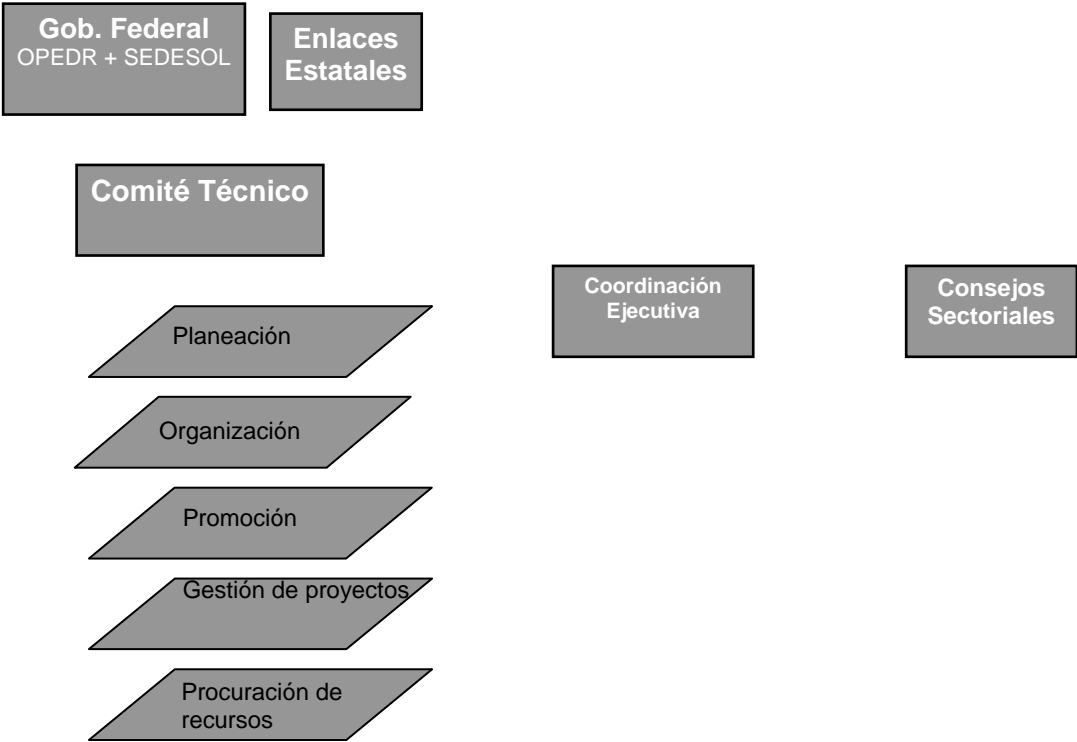 Gob. Federal
OPEDR + SEDESOL
Enlaces
Estatales
Comité Técnico
Coordinación
Ejecutiva
Consejos
Sectoriales
Planeación
Organización
Promoción
Gestión de proyectos
Procuración de
recursos